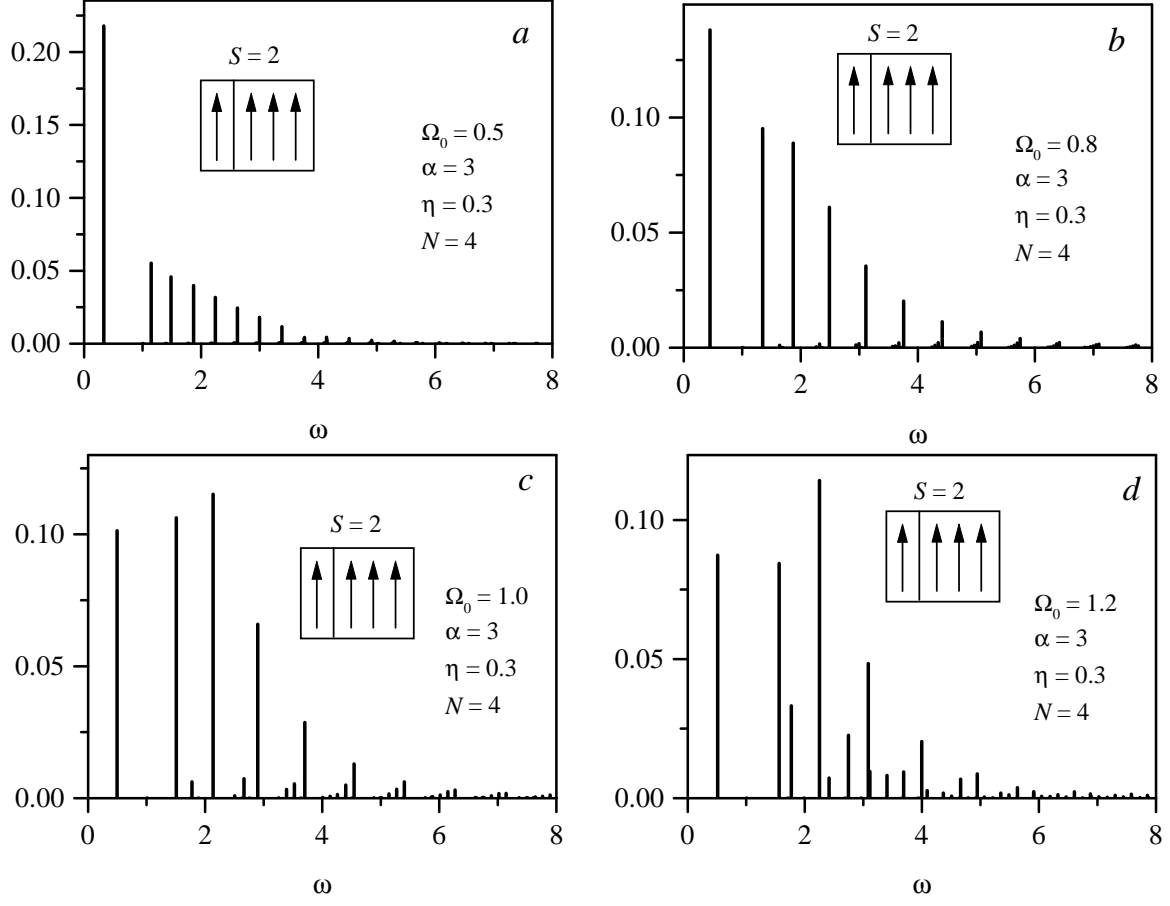 a
S = 2
Ω₀ = 0.5
α = 3
η = 0.3
N = 4
0.20
0.15
0.10
0.05
0.00
0 2 4 6 8
ω
b
S = 2
Ω₀ = 0.8
α = 3
η = 0.3
N = 4
0.10
0.05
0.00
0 2 4 6 8
ω
c
S = 2
Ω₀ = 1.0
α = 3
η = 0.3
N = 4
0.10
0.05
0.00
0 2 4 6 8
ω
d
S = 2
Ω₀ = 1.2
α = 3
η = 0.3
N = 4
0.10
0.05
0.00
0 2 4 6 8
ω